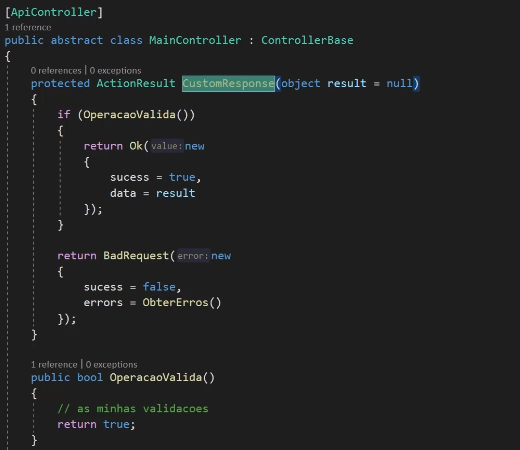 [ApiController]
1 reference
public abstract class MainController : ControllerBase
{
0 references | 0 exceptions
protected ActionResult CustomResponse(object result = null)
{
if (OperacaoValida())
{
return Ok(value: new
{
sucess = true,
data = result
});
}
return BadRequest(error: new
{
sucess = false,
errors = ObterErros()
});
}
1 reference | 0 exceptions
public bool OperacaoValida()
{
// as minhas validacoes
return true;
}